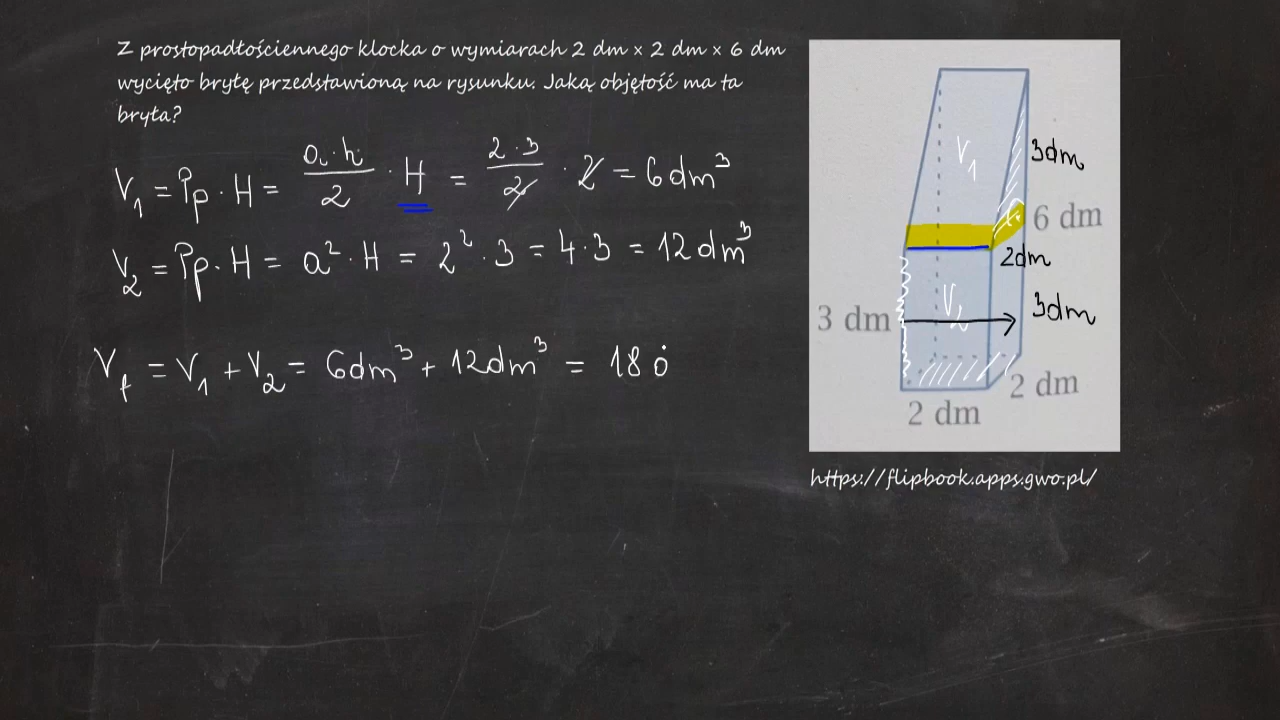 Z prostopadłościennego klocka o wymiarach 2 dm × 2 dm × 6 dm
wycięto bryłę przedstawioną na rysunku. Jaką objętość ma ta
bryła?
V₁ = Pp · H = a·h/2 · H = 2·3/2 · 2 = 6dm³
V₂ = Pp · H = a² · H = 2² · 3 = 4·3 = 12dm³
V = V₁ + V₂ = 6dm³ + 12dm³ = 18
V₁
3dm
6 dm
2dm
V₂
3 dm
3dm
2 dm
2 dm
https://flipbook.apps.gwo.pl/